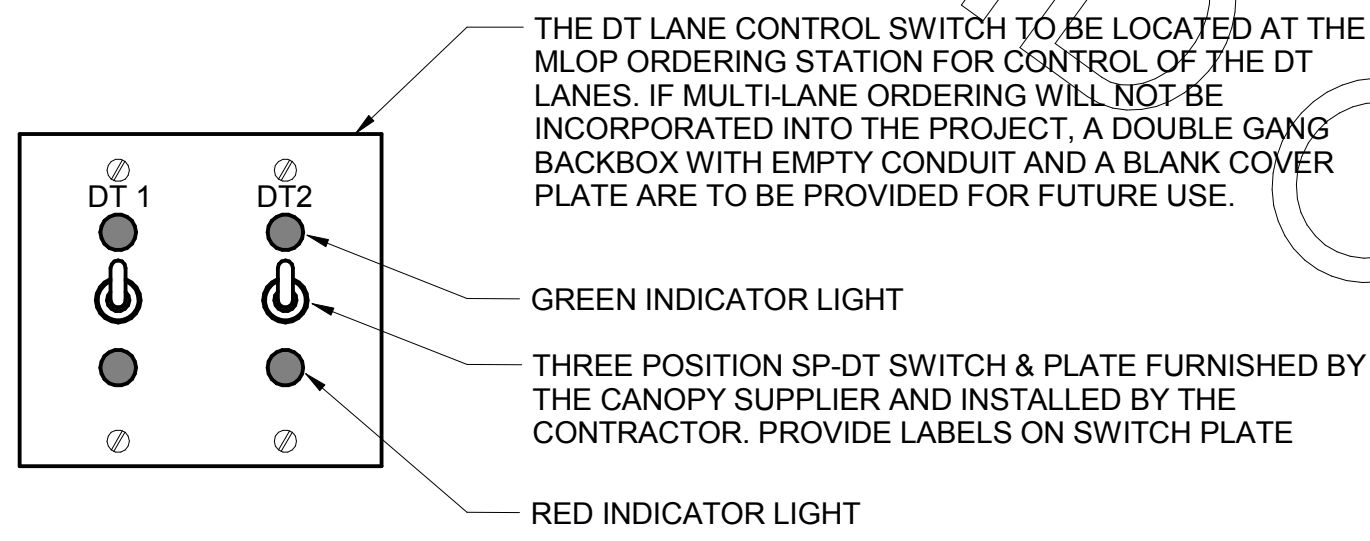 THE DT LANE CONTROL SWITCH TO BE LOCATED AT THE
MLOP ORDERING STATION FOR CONTROL OF THE DT
LANES. IF MULTI-LANE ORDERING WILL NOT BE
INCORPORATED INTO THE PROJECT, A DOUBLE GANG
BACKBOX WITH EMPTY CONDUIT AND A BLANK COVER
PLATE ARE TO BE PROVIDED FOR FUTURE USE.
DT 1 DT2
GREEN INDICATOR LIGHT
THREE POSITION SP-DT SWITCH & PLATE FURNISHED BY
THE CANOPY SUPPLIER AND INSTALLED BY THE
CONTRACTOR. PROVIDE LABELS ON SWITCH PLATE
RED INDICATOR LIGHT